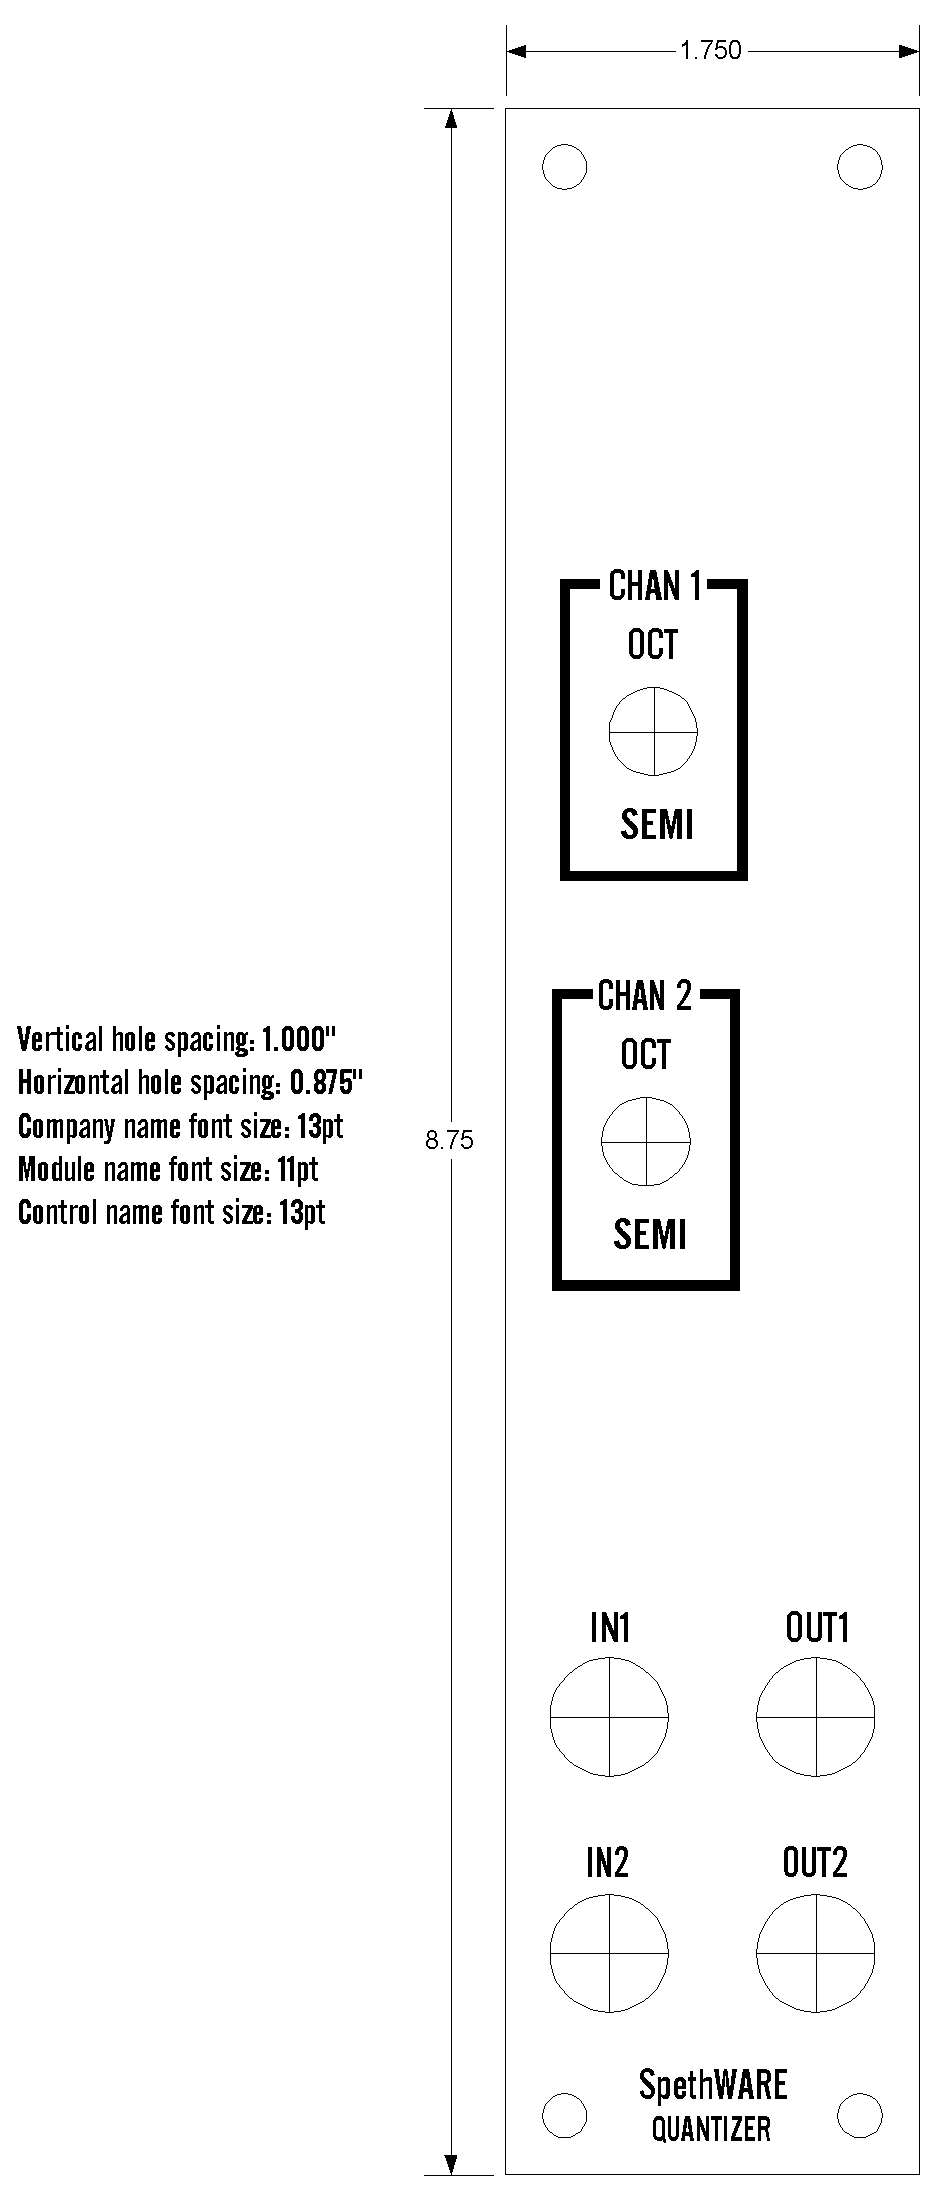 1.750
CHAN 1
OCT
SEMI
CHAN 2
OCT
SEMI
Vertical hole spacing: 1.000"
Horizontal hole spacing: 0.875"
Company name font size: 13pt
Module name font size: 11pt
Control name font size: 13pt
8.75
IN1 OUT1
IN2 OUT2
SpethWARE
QUANTIZER